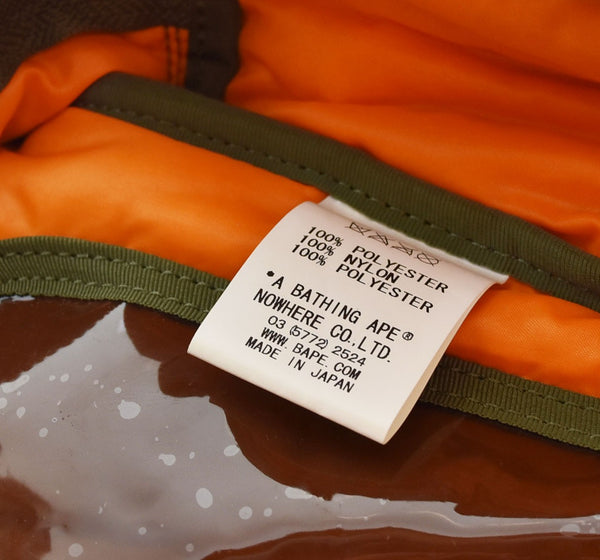 100% POLYESTER
100% NYLON
100% POLYESTER
•A BATHING APE®
NOWHERE CO.,LTD.
03 (5772) 2524
WWW. BAPE.COM
MADE IN JAPAN